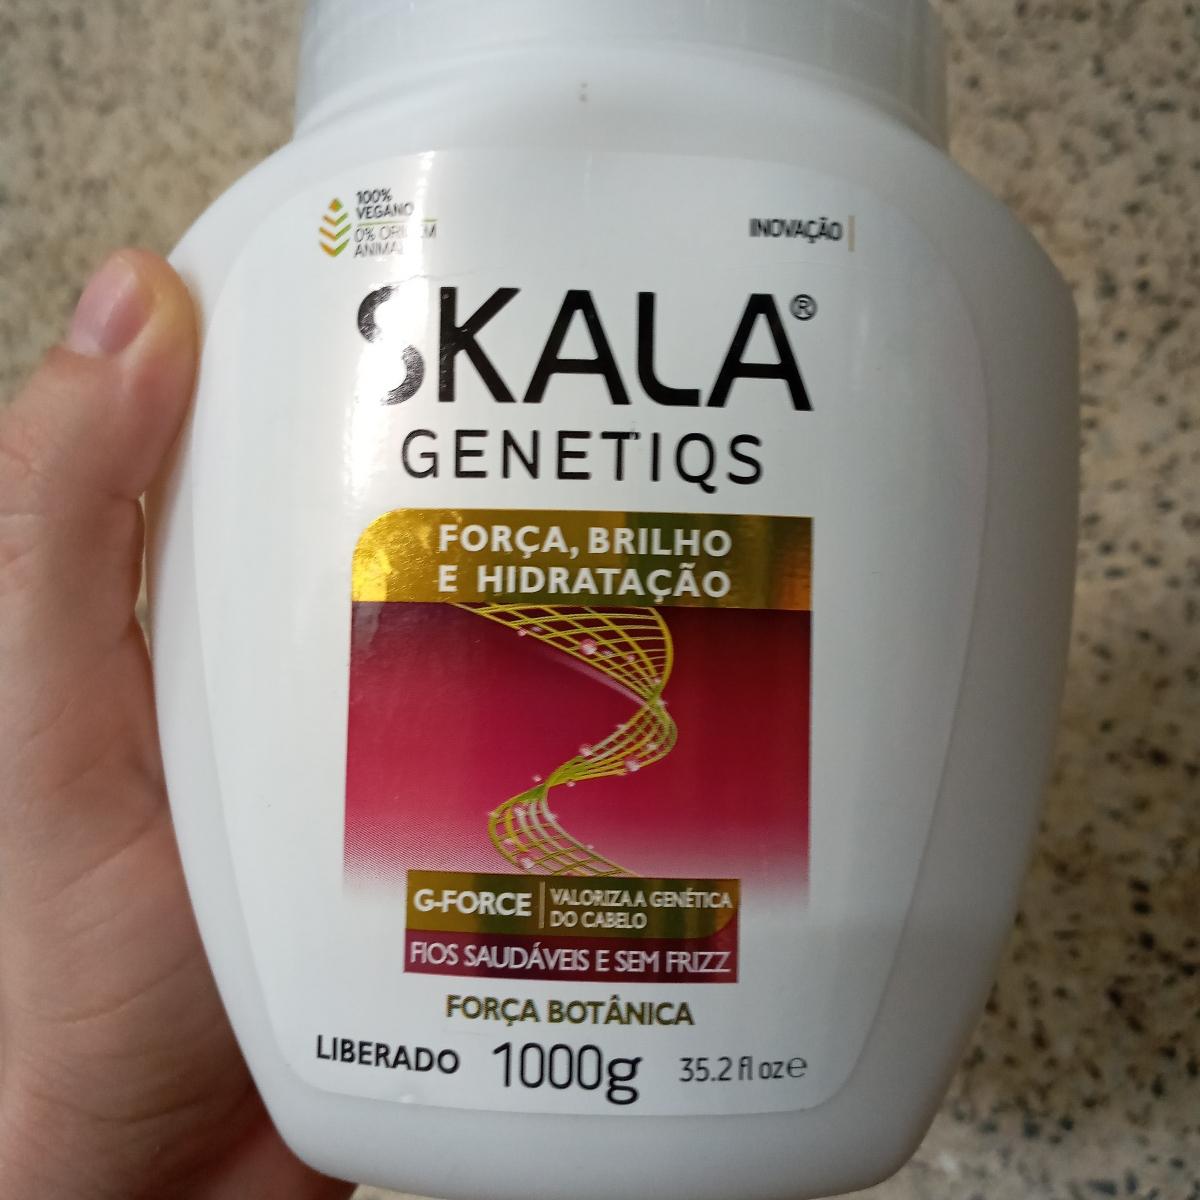 100%
VEGANO
0% ORIGEM
ANIMAL
INOVAÇÃO
SKALA®
GENETIQS
FORÇA, BRILHO
E HIDRATAÇÃO
G-FORCE
VALORIZA A GENÉTICA
DO CABELO
FIOS SAUDÁVEIS E SEM FRIZZ
FORÇA BOTÂNICA
LIBERADO 1000g 35.2 fl oz℮